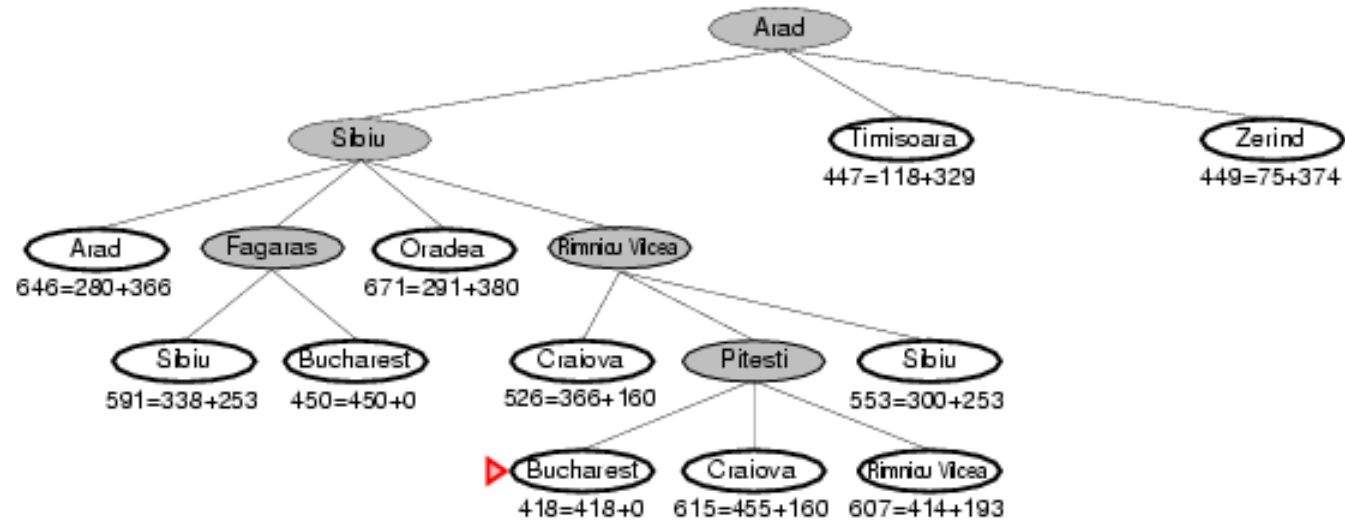 Arad
Sibiu
Timisoara
Zerind
447=118+329
449=75+374
Arad
Fagaras
Oradea
Rimnicu Vilcea
646=280+366
671=291+380
Sibiu
Bucharest
Craiova
Pitesti
Sibiu
591=338+253
450=450+0
526=366+160
553=300+253
Bucharest
Craiova
Rimnicu Vilcea
418=418+0
615=455+160
607=414+193